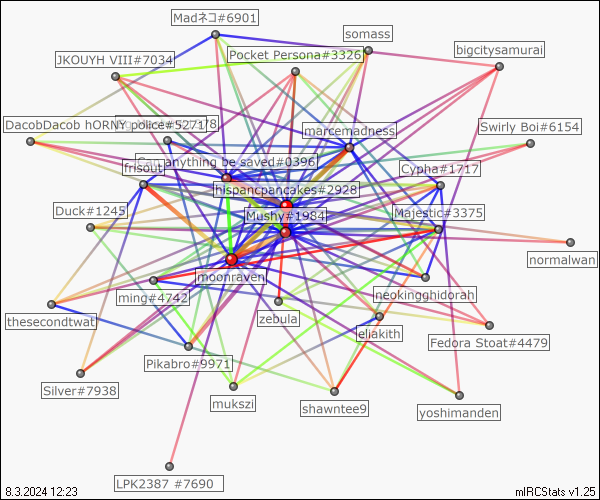 Madネコ#6901
somass
bigcitysamurai
JKOUYH VIII#7034
Pocket Persona#3326
DacobDacob hORNY police#5271
marcemadness
Swirly Boi#6154
Can anything be saved#0396
frisout
Cypha#1717
hispancpancakes#2928
Duck#1245
Mushy#1984
Majestic#3375
normalwan
moonraven
neokingghidorah
ming#4742
thesecondtwat
zebula
eliakith
Fedora Stoat#4479
Pikabro#9971
Silver#7938
mukszi
shawntee9
yoshimanden
LPK2387 #7690
8.3.2024 12:23
mIRCStats v1.25